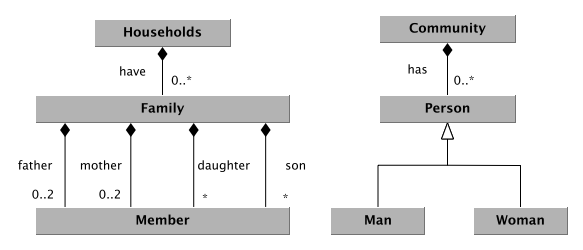 Households
have
0..*
Family
father
mother
daughter
son
0..2
0..2
*
*
Member
Community
has
0..*
Person
Man
Woman